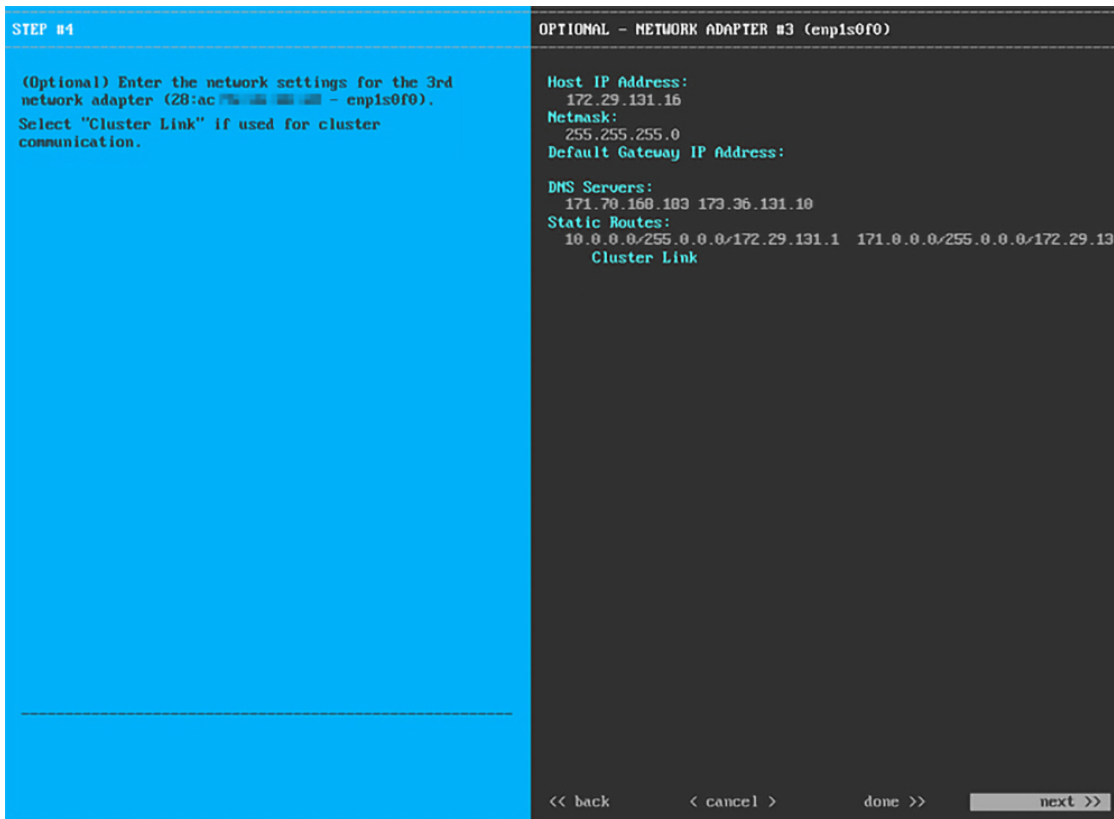 STEP #4
(Optional) Enter the network settings for the 3rd
network adapter (28:ac - enp1s0f0).
Select "Cluster Link" if used for cluster
communication.
OPTIONAL - NETWORK ADAPTER #3 (enp1s0f0)
Host IP Address:
172.29.131.16
Netmask:
255.255.255.0
Default Gateway IP Address:
DNS Servers:
171.70.168.183 173.36.131.10
Static Routes:
10.0.0.0/255.0.0.0/172.29.131.1 171.0.0.0/255.0.0.0/172.29.13
Cluster Link
<< back < cancel > done >> next >>